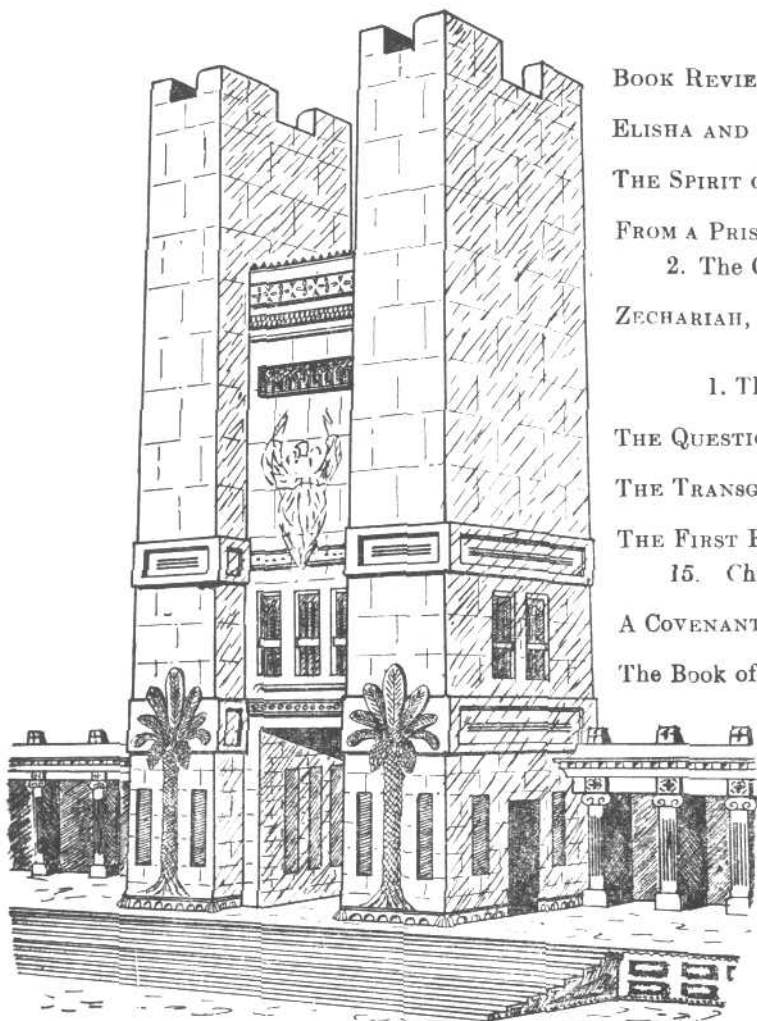 BOOK REVIE
ELISHA AND
THE SPIRIT O
FROM A PRIS
2. The C
ZECHARIAH,
1. Th
THE QUESTIO
THE TRANSG
THE FIRST
15. Ch
A COVENANT
The Book of